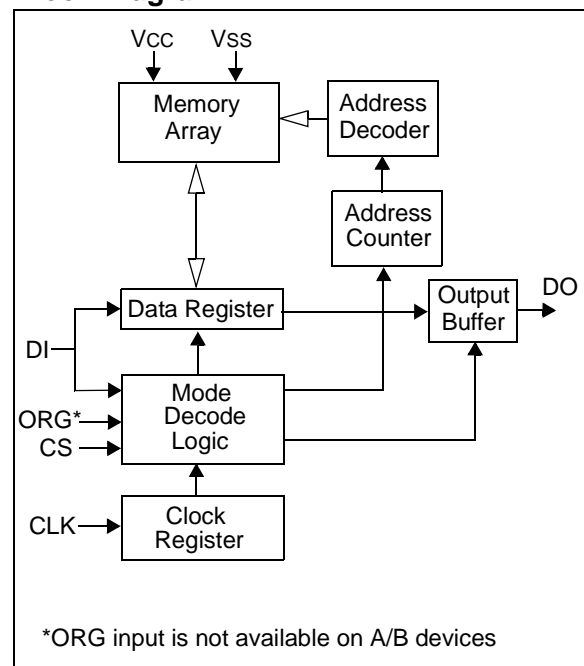 VCC
VSS
Memory
Array
Address
Decoder
Address
Counter
Data Register
Output
Buffer
DO
DI
Mode
Decode
Logic
ORG*
CS
CLK
Clock
Register
*ORG input is not available on A/B devices